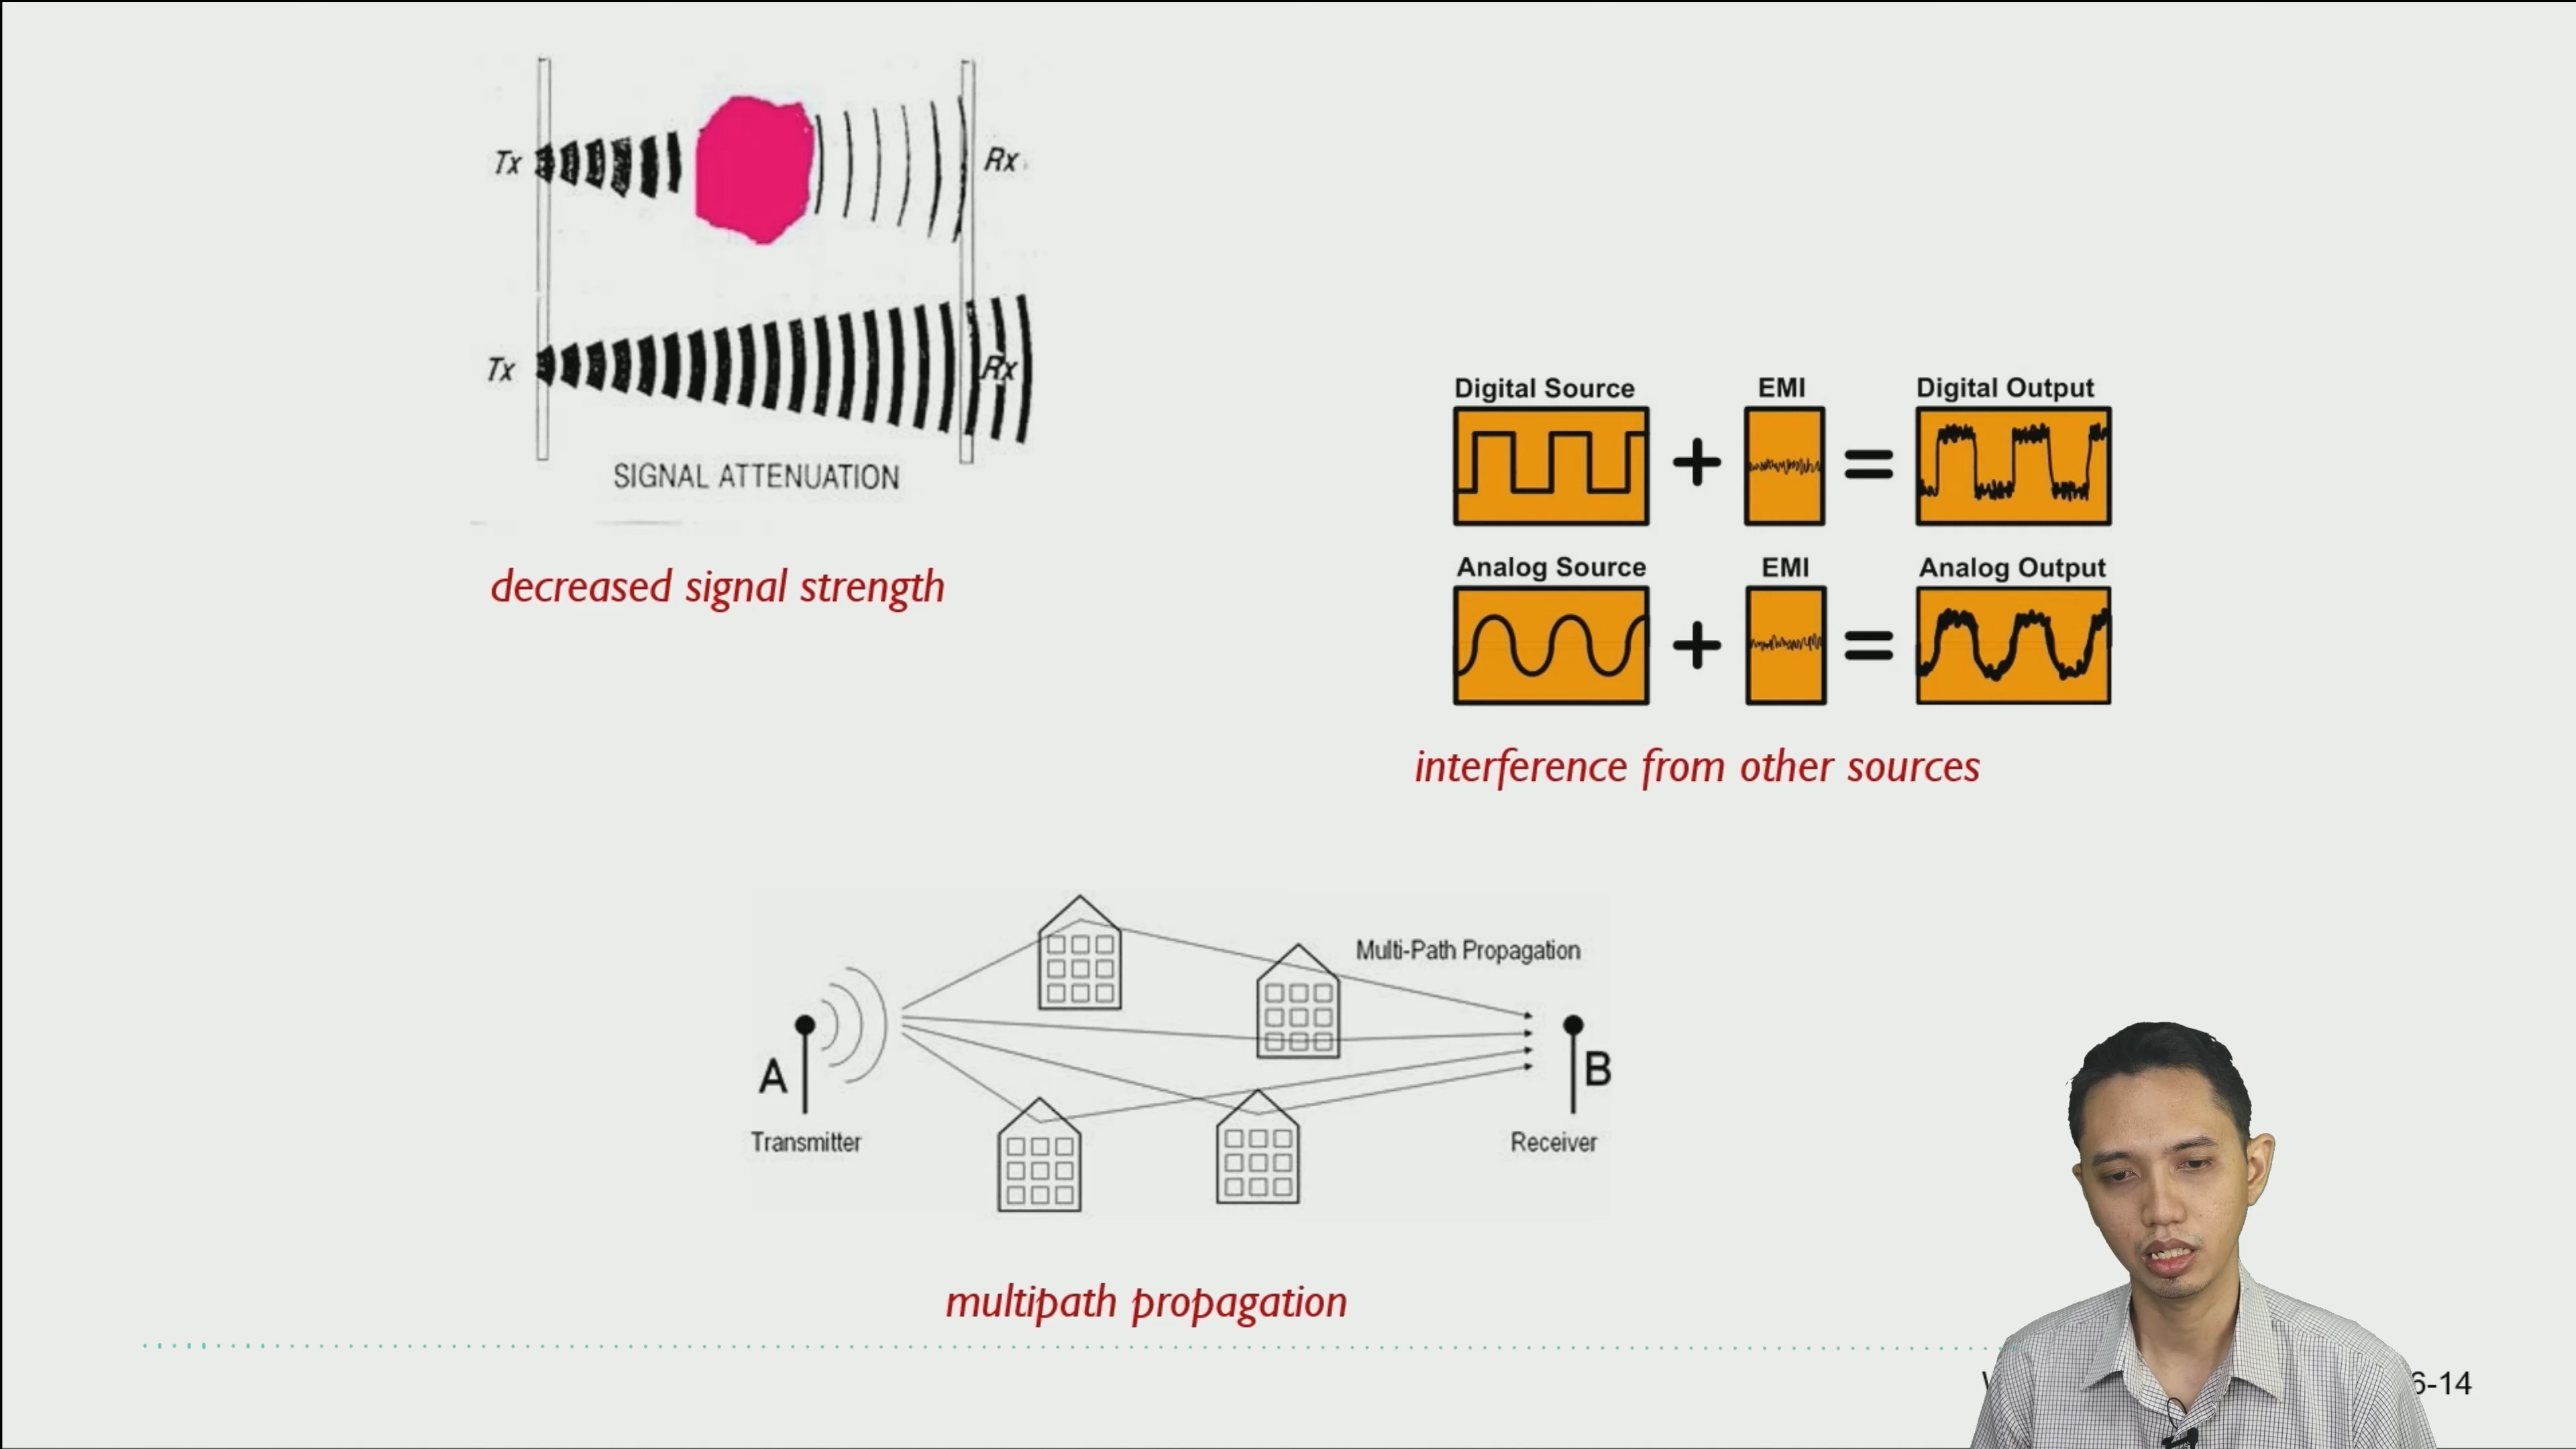 Tx
Rx
Tx
Rx
SIGNAL ATTENUATION
decreased signal strength
Digital Source EMI Digital Output
Analog Source EMI Analog Output
interference from other sources
Multi-Path Propagation
A
B
Transmitter
Receiver
multipath propagation
6-14